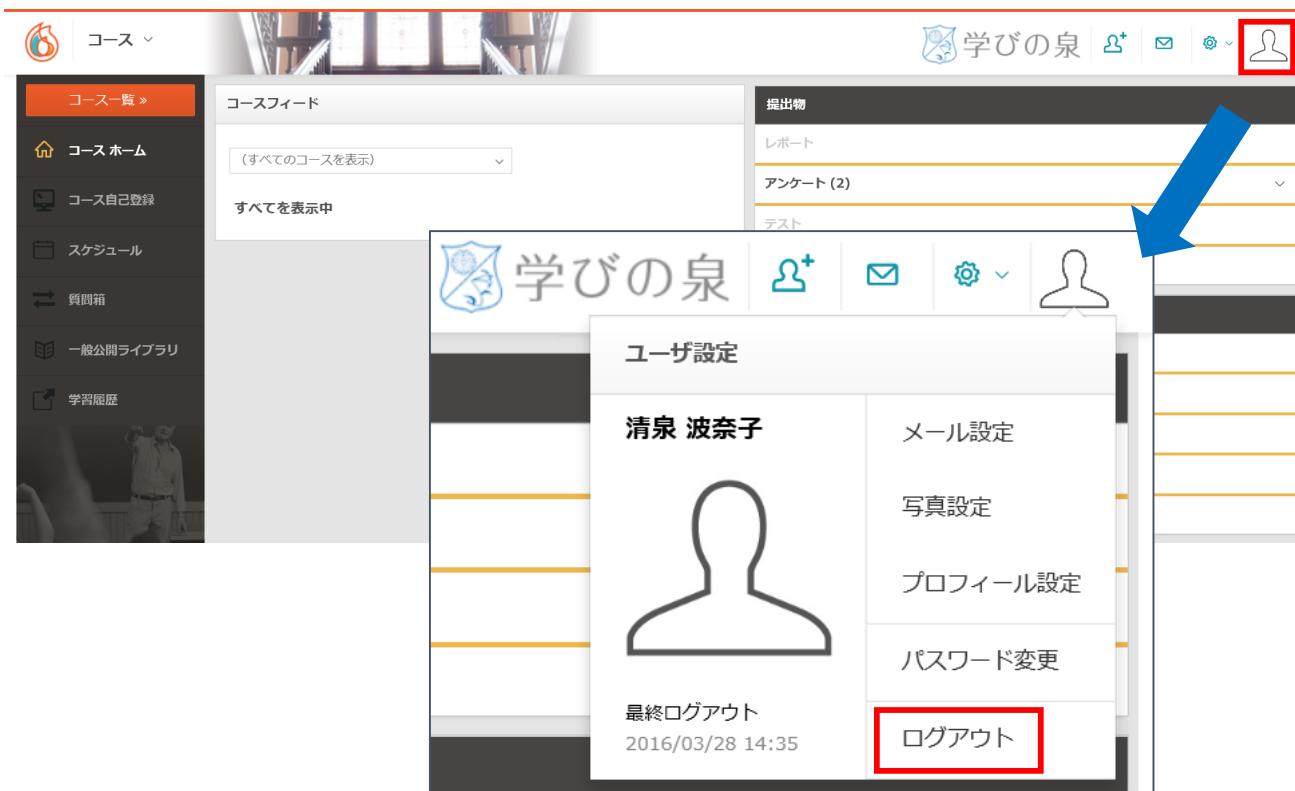 コース
学びの泉
コース一覧 »
コース ホーム
コース自己登録
スケジュール
質問箱
一般公開ライブラリ
学習履歴
コースフィード
(すべてのコースを表示)
すべてを表示中
提出物
レポート
アンケート (2)
テスト
学びの泉
ユーザ設定
清泉 波奈子
最終ログアウト
2016/03/28 14:35
メール設定
写真設定
プロフィール設定
パスワード変更
ログアウト